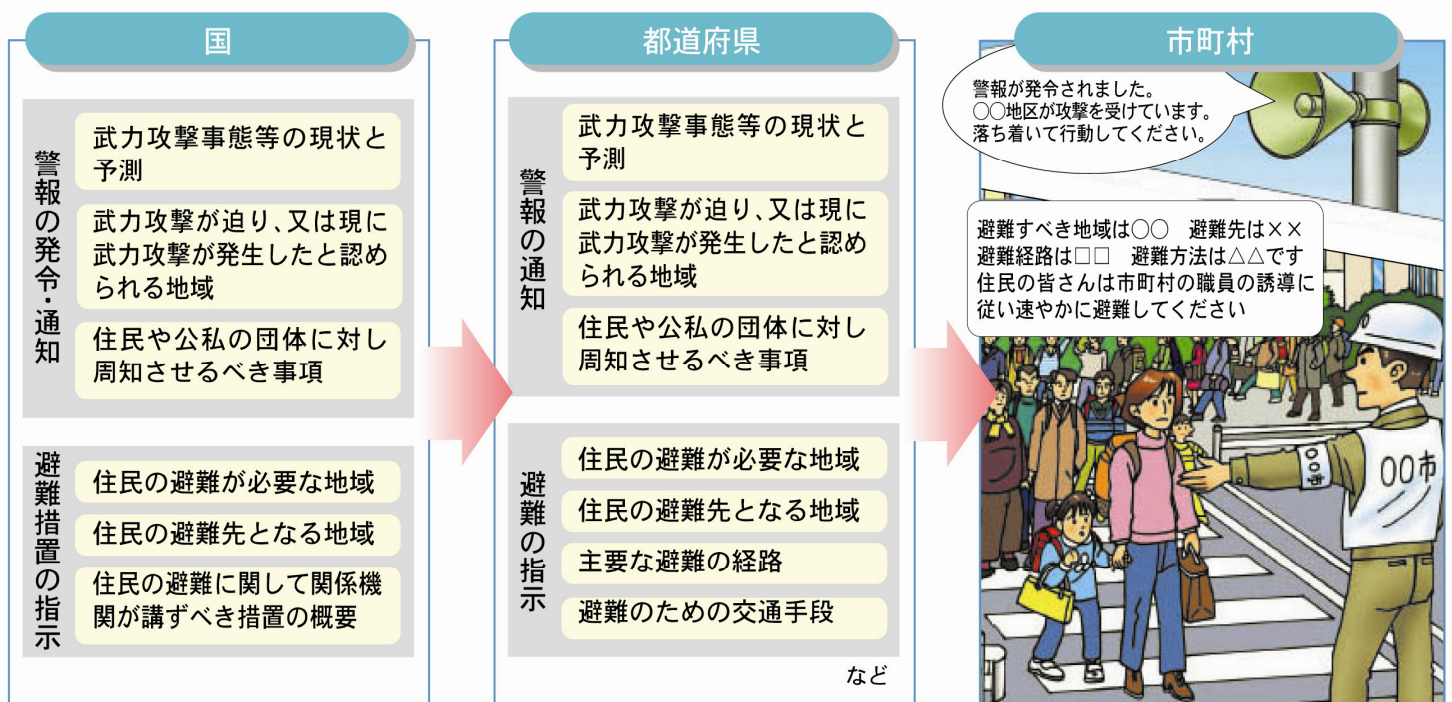 国
警報の発令・通知
武力攻撃事態等の現状と
予測
武力攻撃が迫り、又は現に
武力攻撃が発生したと認め
られる地域
住民や公私の団体に対し
周知させるべき事項
避難措置の指示
住民の避難が必要な地域
住民の避難先となる地域
住民の避難に関して関係機
関が講ずべき措置の概要
都道府県
警報の通知
武力攻撃事態等の現状と
予測
武力攻撃が迫り、又は現に
武力攻撃が発生したと認め
られる地域
住民や公私の団体に対し
周知させるべき事項
避難の指示
住民の避難が必要な地域
住民の避難先となる地域
主要な避難の経路
避難のための交通手段
など
市町村
警報が発令されました。
○○地区が攻撃を受けています。
落ち着いて行動してください。
避難すべき地域は○○　避難先は××
避難経路は□□　避難方法は△△です
住民の皆さんは市町村の職員の誘導に
従い速やかに避難してください
○○市
○○市